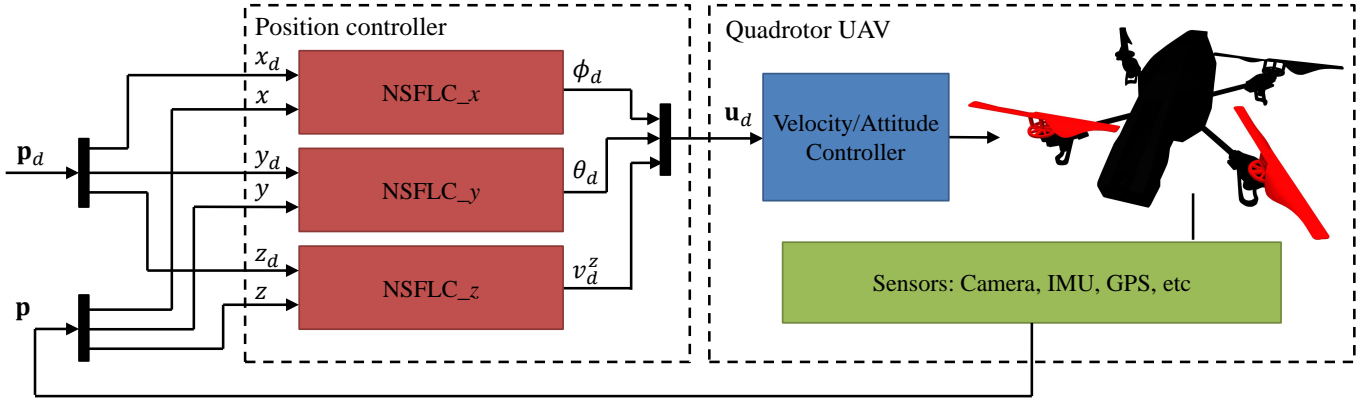 Position controller
Quadrotor UAV
x_d
x
NSFLC_x
ϕ_d
p_d
y_d
y
NSFLC_y
θ_d
u_d
Velocity/Attitude
Controller
z_d
z
NSFLC_z
v_d^z
p
Sensors: Camera, IMU, GPS, etc